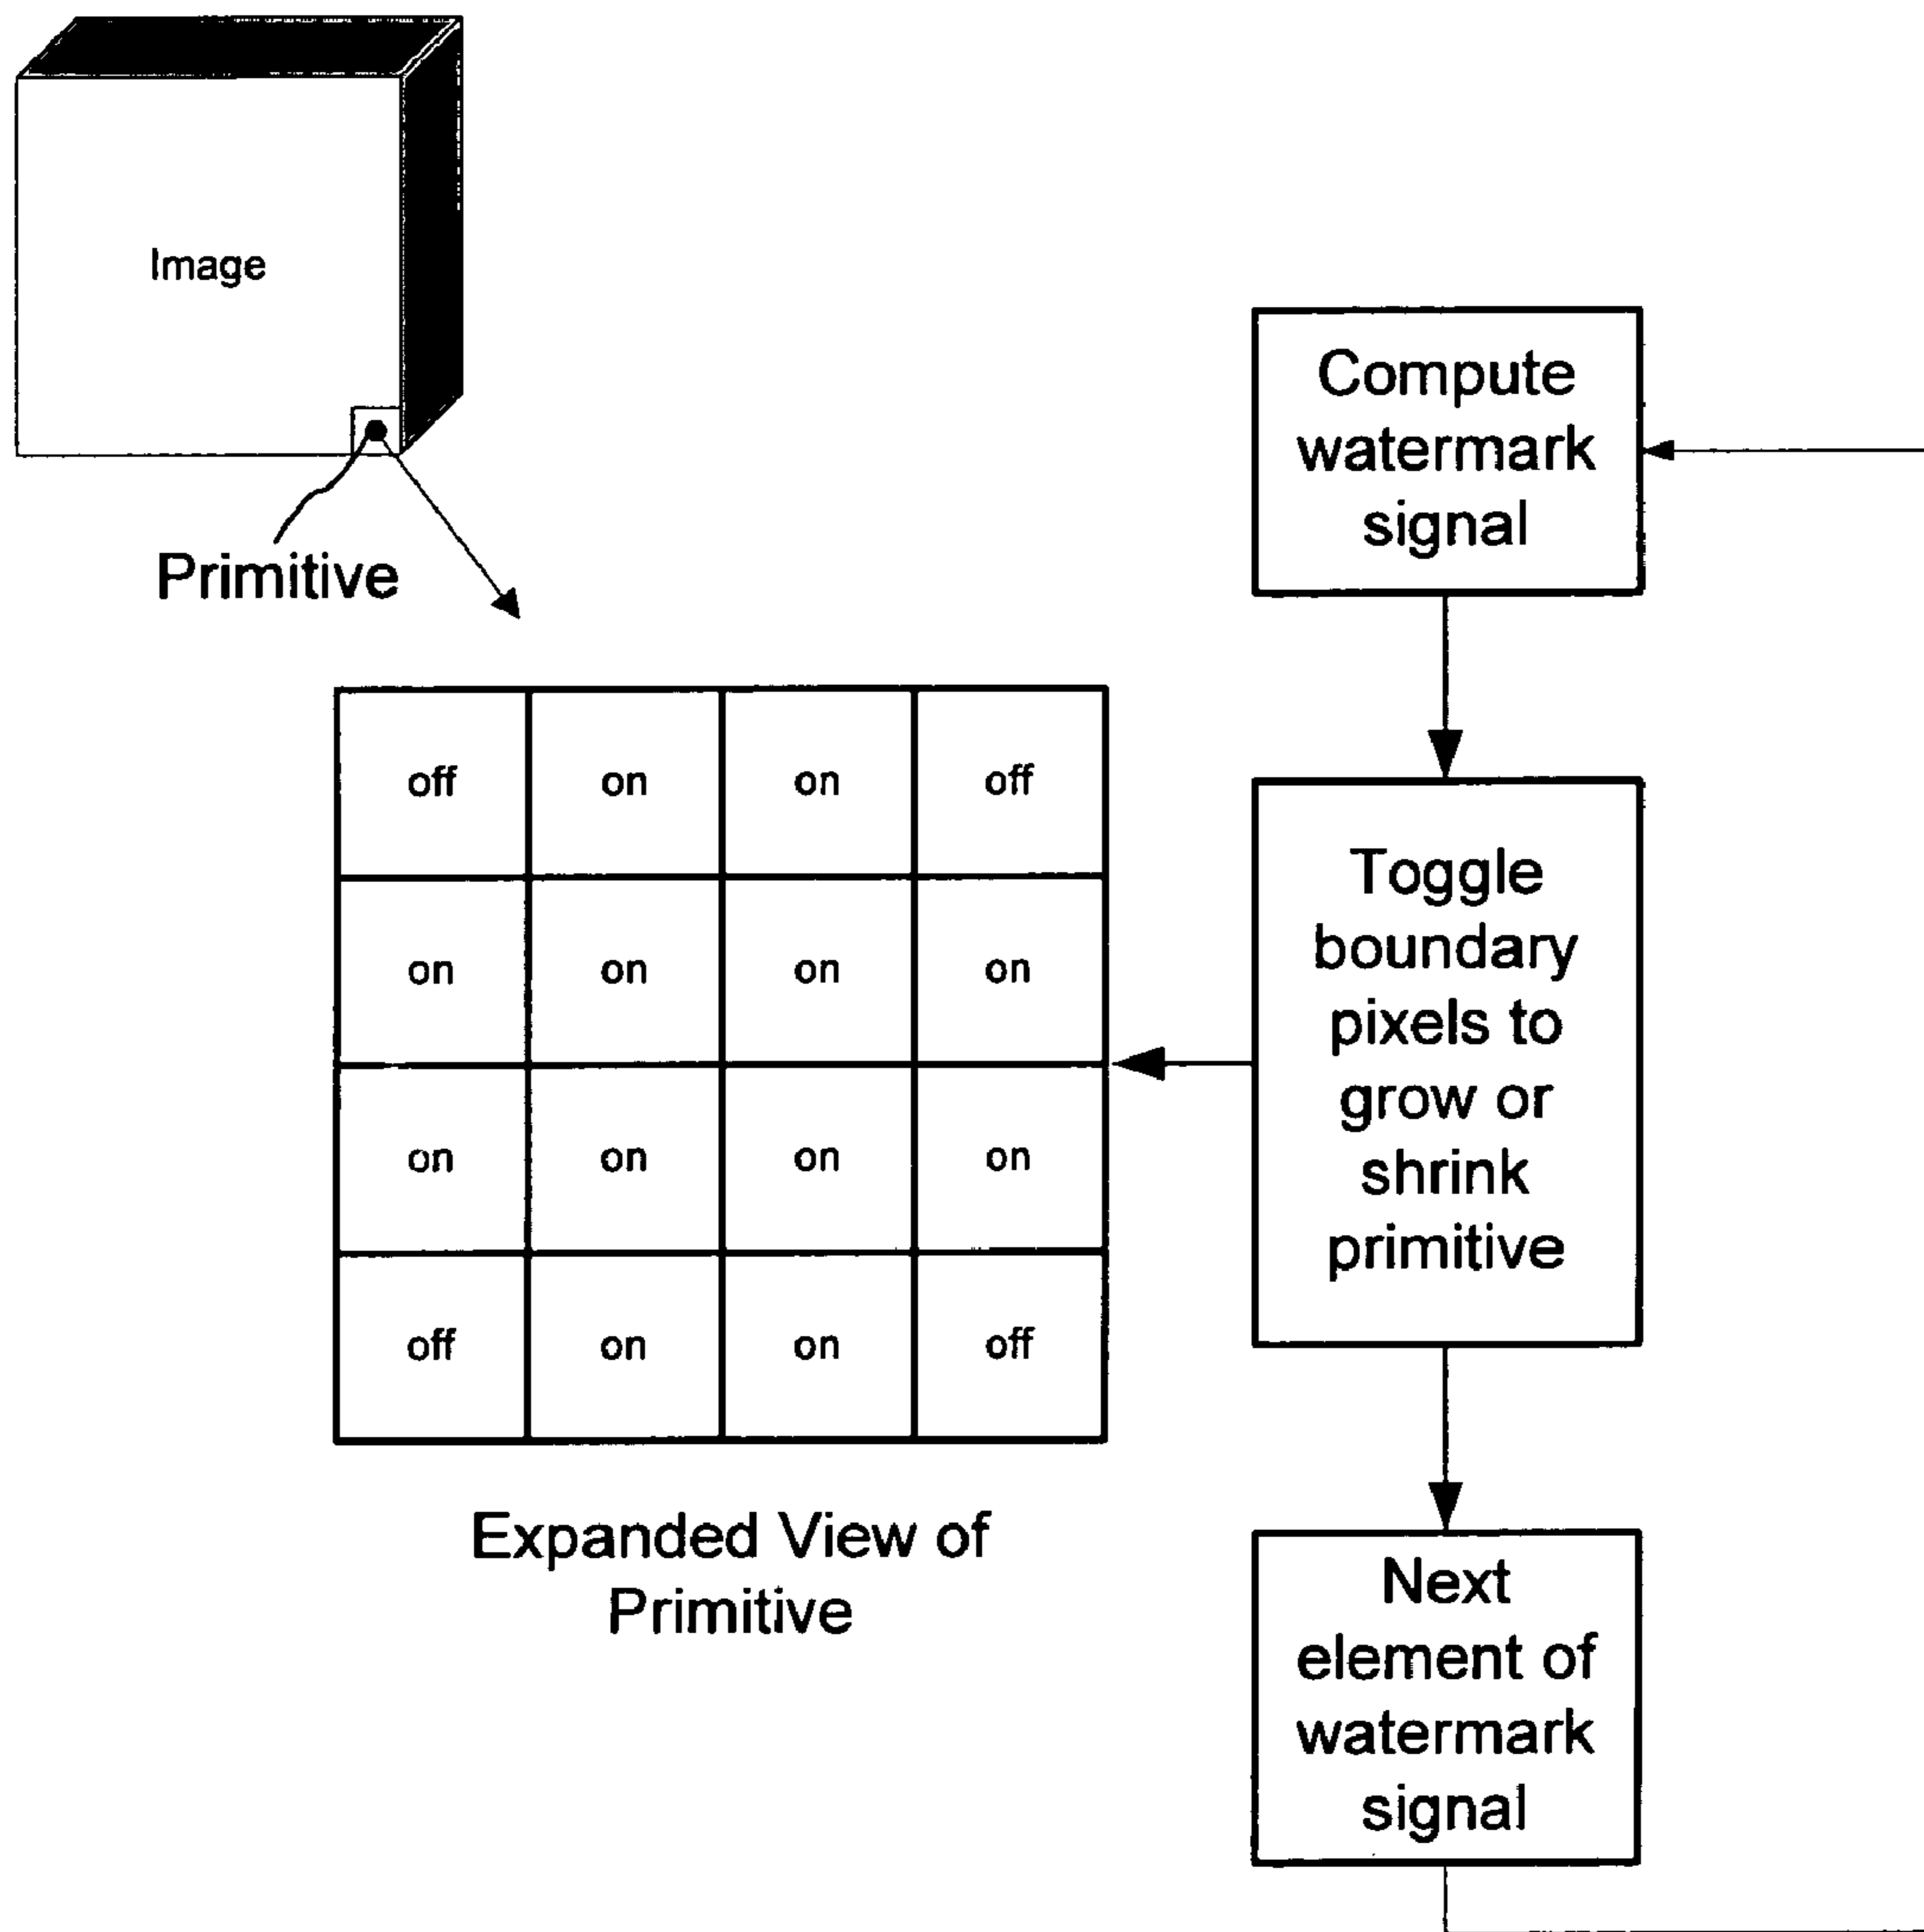 Image
Primitive
off on on off
on on on on
on on on on
off on on off
Expanded View of
Primitive
Compute
watermark
signal
Toggle
boundary
pixels to
grow or
shrink
primitive
Next
element of
watermark
signal